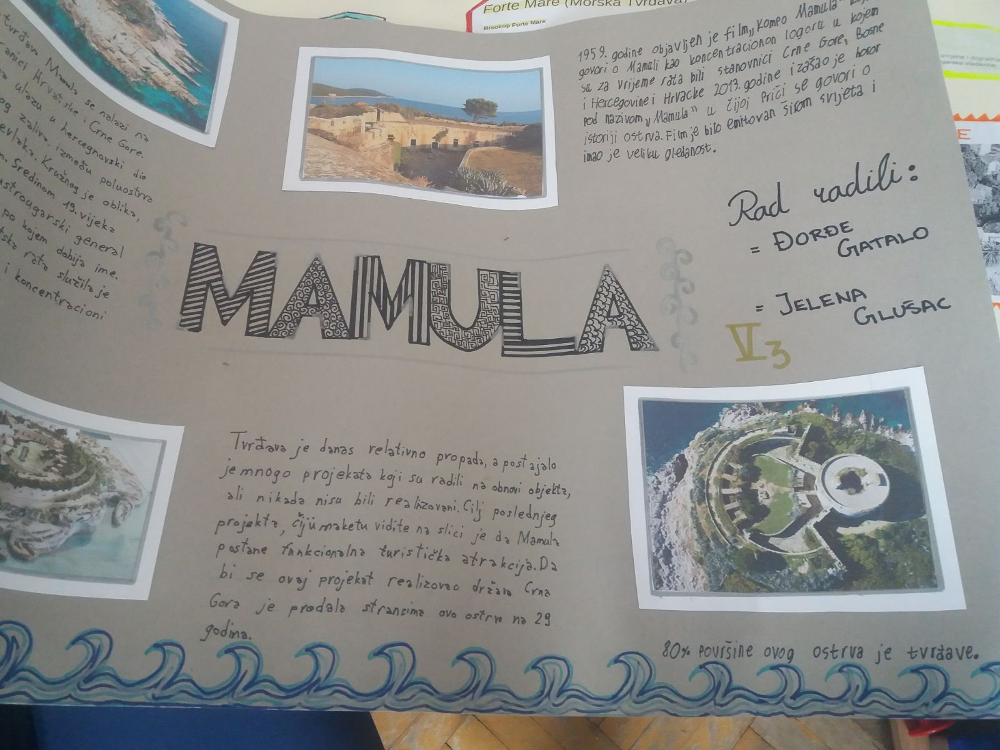 Forte Mare (Morska Tvrđava)
Bisokop Forte Mare
tvrđava Mamula se nalazi na
Hrvatske i Crne Gore.
ulazu u hercegnovski dio
zaliva, između poluostrva
Kružnog je oblika,
Sredinom 19. vijeka
general
po kojem dobija ime.
rata služila je
i koncentracioni
1959. godine objavljen je film „Kompo Mamula"
govori o Mamuli kao koncentracionon logoru u kojem
su za vrijeme rata bili stanovnici Crne Gore, Bosne
i Hercegovine i Hrvacke 2013. godine izašao je horor
pod nazivom „Mamula" u čijoj priči se govori o
istoriji ostrva. Film je bilo emitovan širom svijeta i
imao je veliku gledanost.
Rad radili:
= ĐORĐE
GATALO
= JELENA
GLUŠAC
V3
MAMULA
Tvrđava je danas relativno propada, a postajalo
je mnogo projekata koji su radili na obnovi objekta,
ali nikada nisu bili realizovani. Cilj poslednjeg
projekta, čiju maketu vidite na slici je da Mamula
postane funkcionalna turistička atrakcija. Da
bi se ovaj projekat realizovao država Crna
Gora je prodala strancima ovo ostrvo na 29
godina.
80% površine ovog ostrva je tvrđave.